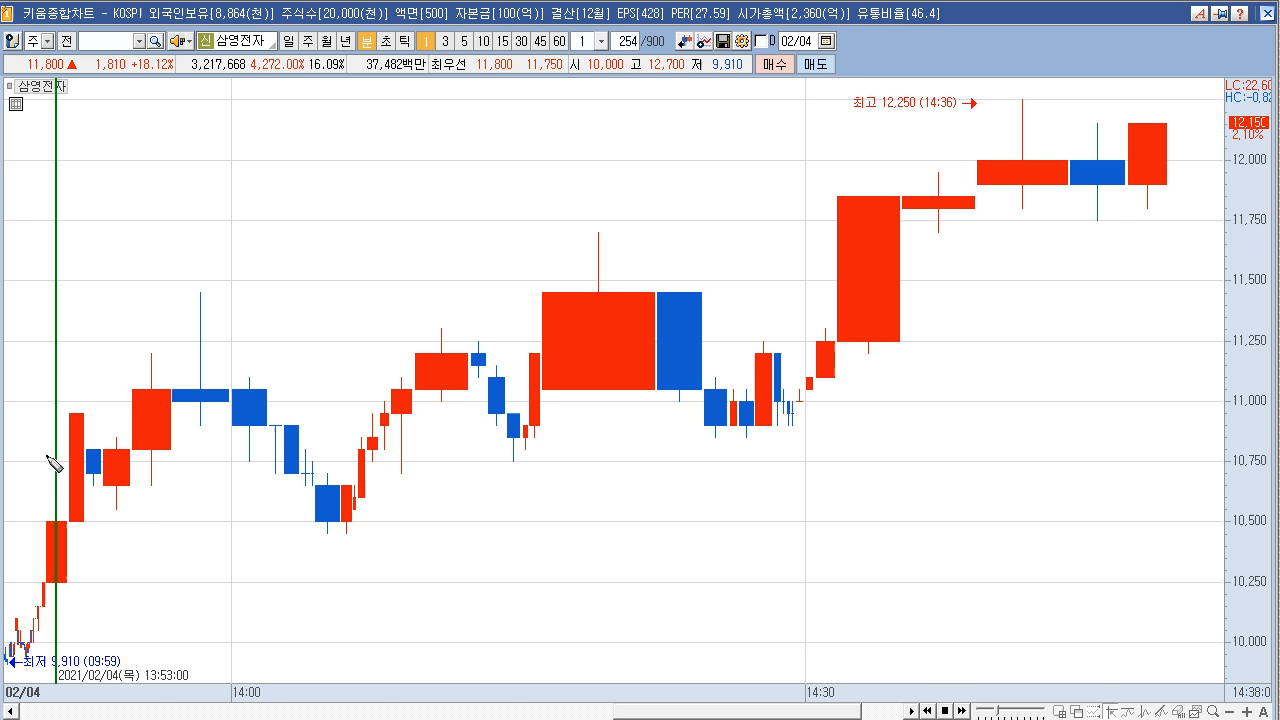 키움종합차트 - KOSPI 외국인보유[8,864(천)] 주식수[20,000(천)] 액면[500] 자본금[100(억)] 결산[12월] EPS[428] PER[27.59] 시가총액[2,360(억)] 유통비율[46.4]
주 전 신 삼영전자 일 주 월 년 분 초 틱 1 3 5 10 15 30 45 60 1 254 /900 D 02/04
11,800 ▲ 1,810 +18.12% 3,217,668 4,272.00% 16.09% 37,482백만 최우선 11,800 11,750 시 10,000 고 12,700 저 9,910 매수 매도
삼영전자
LC:22,60
HC:-0,82
최고 12,250 (14:36) →
12,150
2,10%
12,000
11,750
11,500
11,250
11,000
10,750
10,500
10,250
10,000
←최저 9,910 (09:59)
2021/02/04(목) 13:53:00
02/04 14:00 14:30 14:38:0